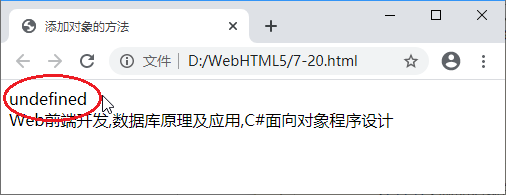 添加对象的方法
文件 D:/WebHTML5/7-20.html
undefined
Web前端开发,数据库原理及应用,C#面向对象程序设计